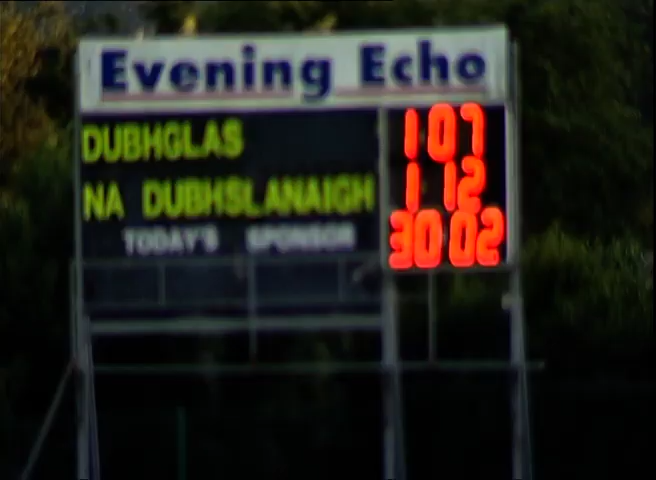 Evening Echo
DUBHGLAS 1 07
NA DUBHSLANAIGH 1 12
TODAY'S SPONSOR 30 02